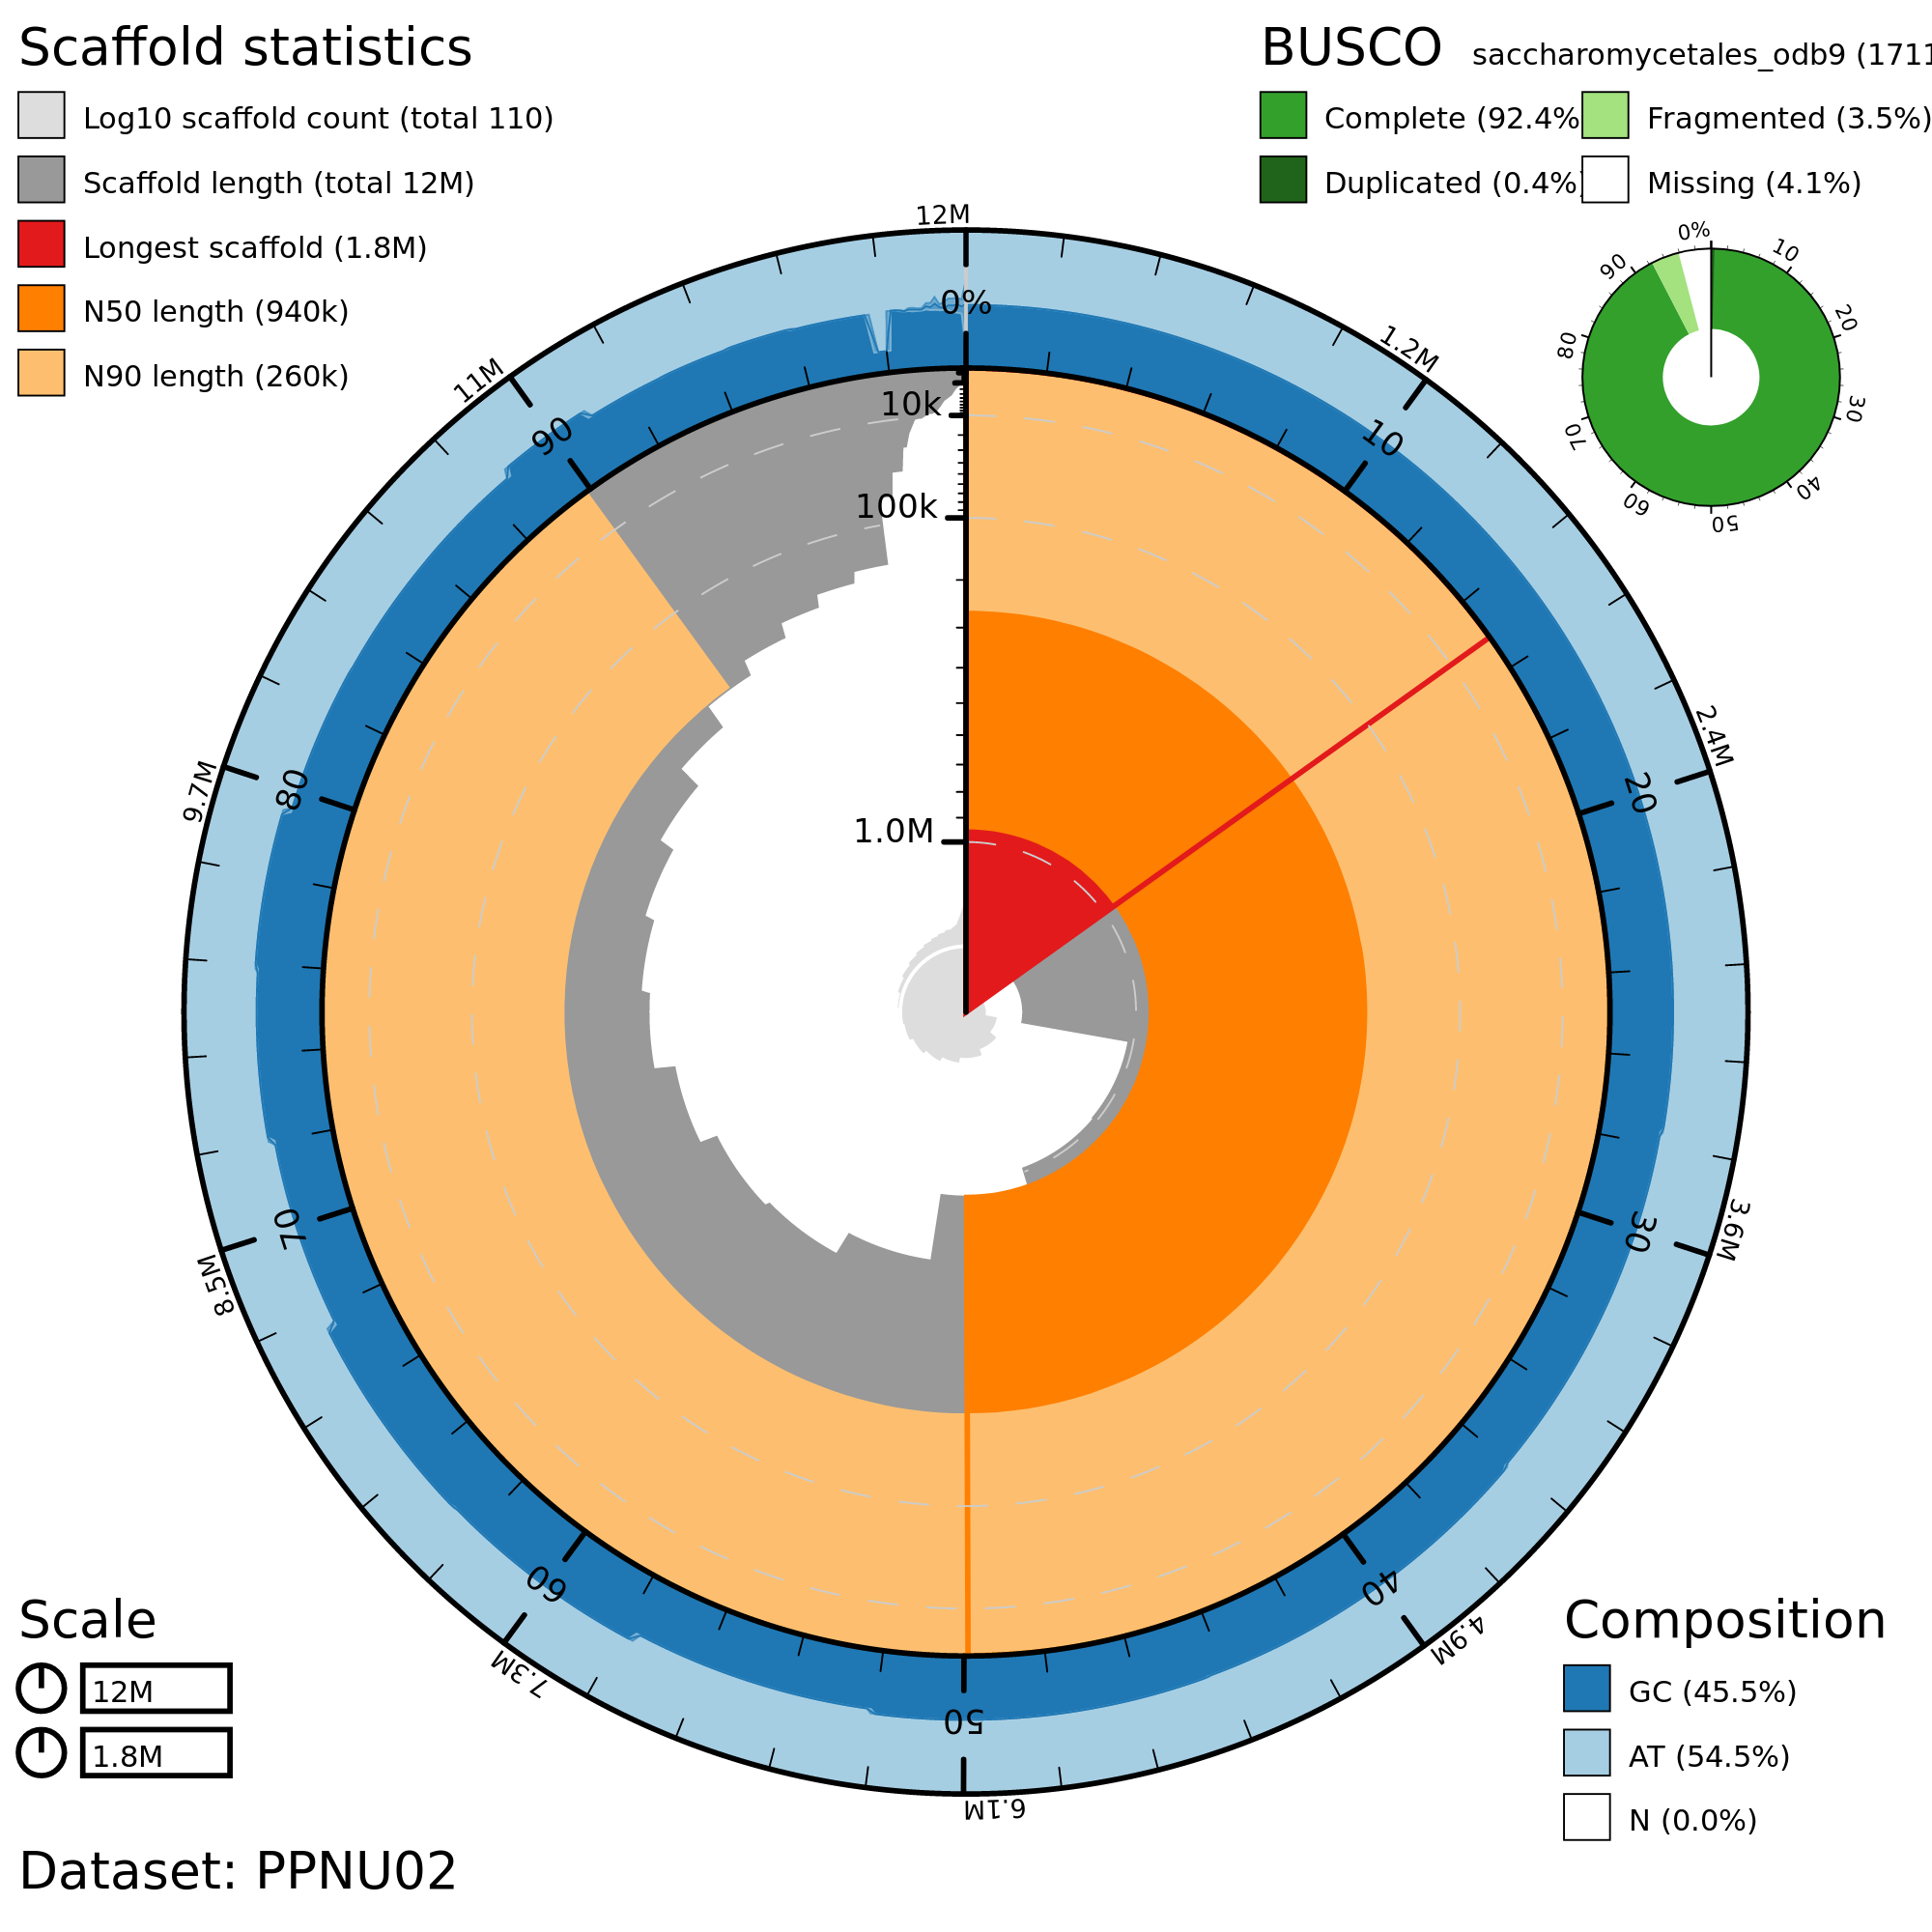 Scaffold statistics
Log10 scaffold count (total 110)
Scaffold length (total 12M)
Longest scaffold (1.8M)
N50 length (940k)
N90 length (260k)
BUSCO saccharomycetales_odb9 (1711
Complete (92.4% Fragmented (3.5%)
Duplicated (0.4%) Missing (4.1%)
0%
10
20
30
40
50
60
70
80
90
12M
1.2M
2.4M
3.6M
4.9M
6.1M
7.3M
8.5M
9.7M
11M
0%
10
20
30
40
50
60
70
80
90
10k
100k
1.0M
Scale
12M
1.8M
Composition
GC (45.5%)
AT (54.5%)
N (0.0%)
Dataset: PPNU02